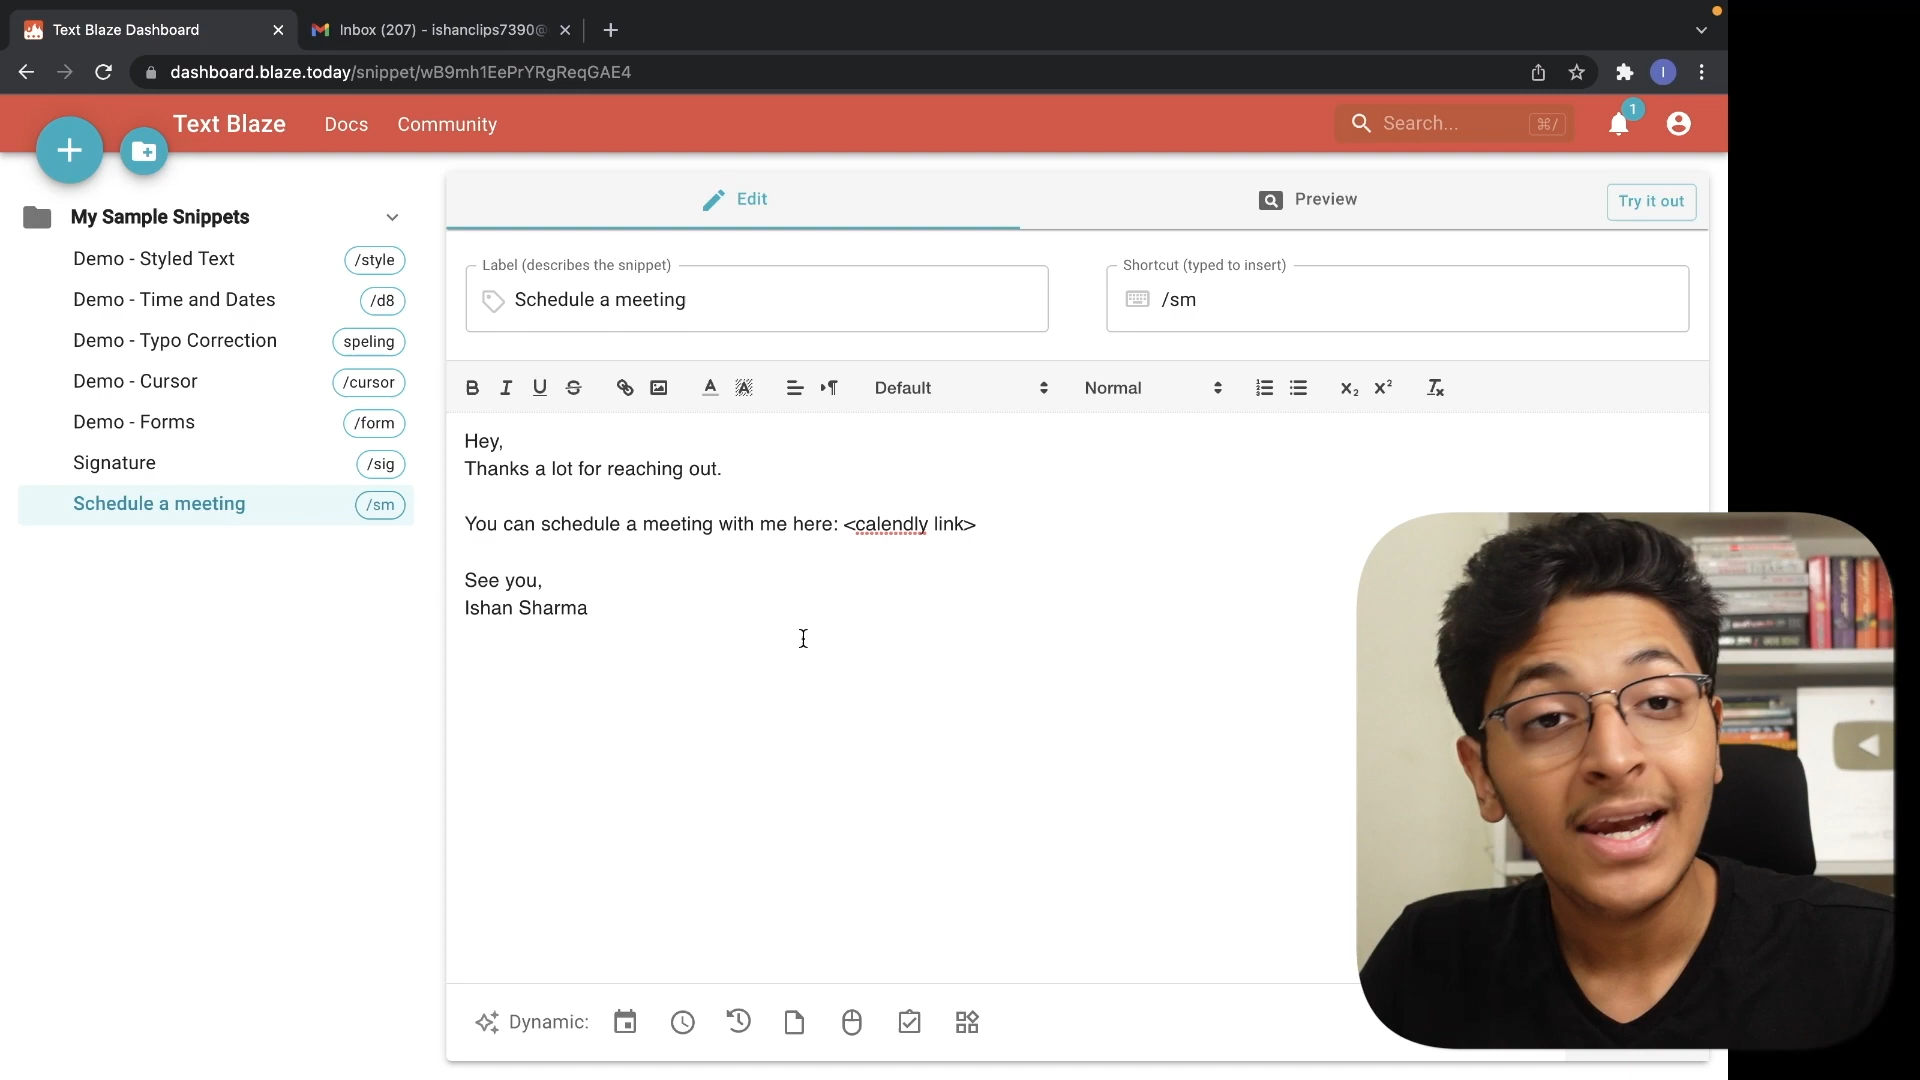 Text Blaze Dashboard
Inbox (207) - ishanclips7390@
dashboard.blaze.today/snippet/wB9mh1EePrYRgReqGAE4
I
Text Blaze
Docs
Community
Search...
⌘/
1
My Sample Snippets
Demo - Styled Text /style
Demo - Time and Dates /d8
Demo - Typo Correction speling
Demo - Cursor /cursor
Demo - Forms /form
Signature /sig
Schedule a meeting /sm
Edit
Preview
Try it out
Label (describes the snippet)
Schedule a meeting
Shortcut (typed to insert)
/sm
Default
Normal
Hey,
Thanks a lot for reaching out.
You can schedule a meeting with me here: <calendly link>
See you,
Ishan Sharma
Dynamic: